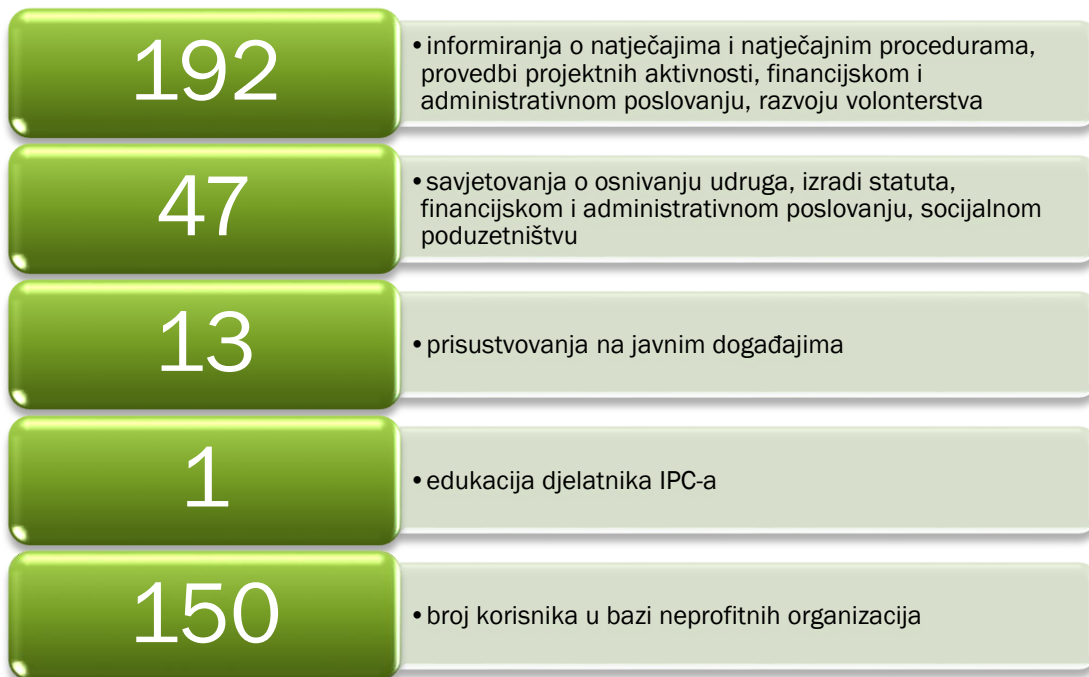 192
•informiranja o natječajima i natječajnim procedurama,
provedbi projektnih aktivnosti, financijskom i
administrativnom poslovanju, razvoju volonterstva
47
•savjetovanja o osnivanju udruga, izradi statuta,
financijskom i administrativnom poslovanju, socijalnom
poduzetništvu
13
•prisustvovanja na javnim događajima
1
•edukacija djelatnika IPC-a
150
•broj korisnika u bazi neprofitnih organizacija